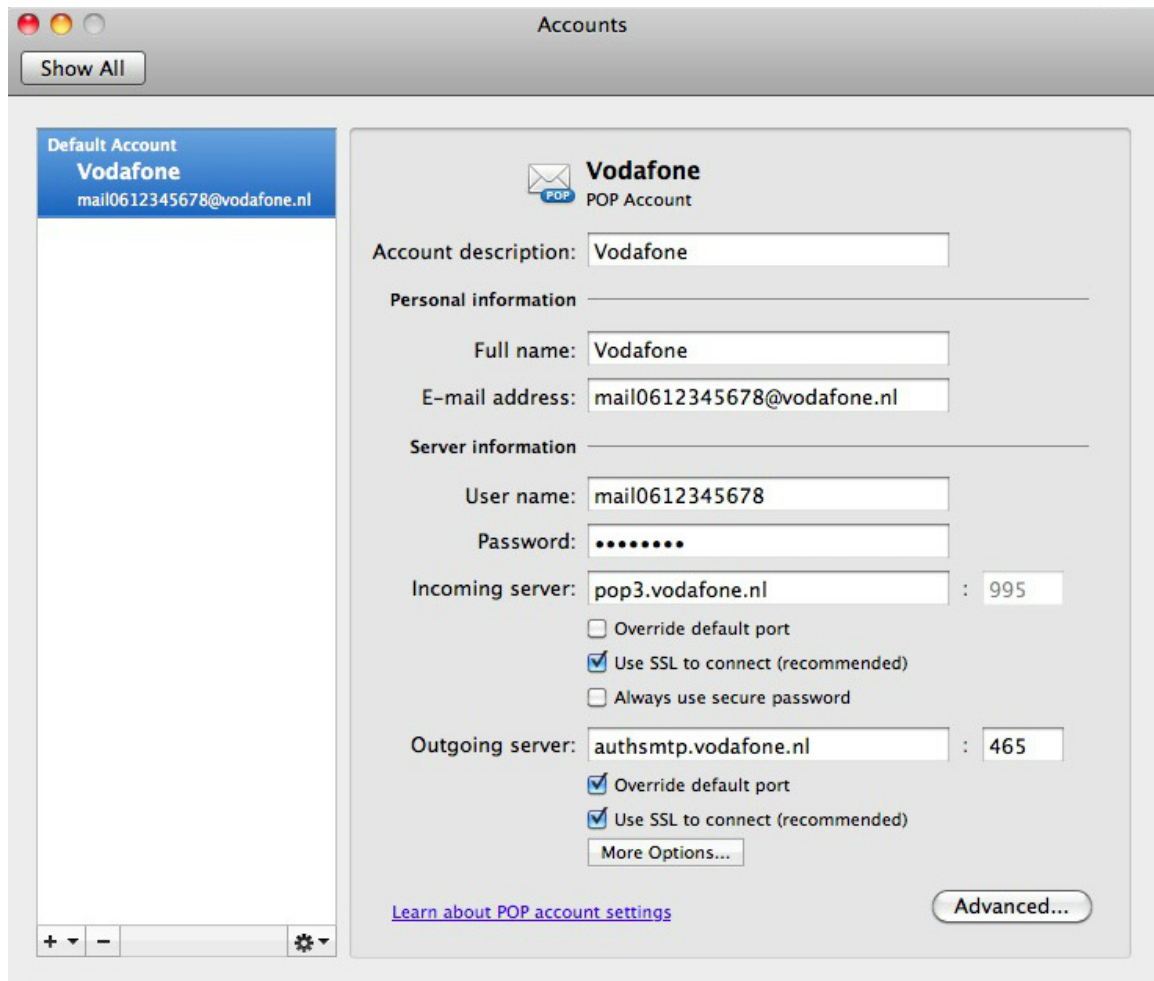 Accounts
Show All
Default Account
Vodafone
mail0612345678@vodafone.nl
POP
Vodafone
POP Account
Account description: Vodafone
Personal information
Full name: Vodafone
E-mail address: mail0612345678@vodafone.nl
Server information
User name: mail0612345678
Password: ••••••••
Incoming server: pop3.vodafone.nl : 995
Override default port
Use SSL to connect (recommended)
Always use secure password
Outgoing server: authsmtp.vodafone.nl : 465
Override default port
Use SSL to connect (recommended)
More Options...
Learn about POP account settings
Advanced...